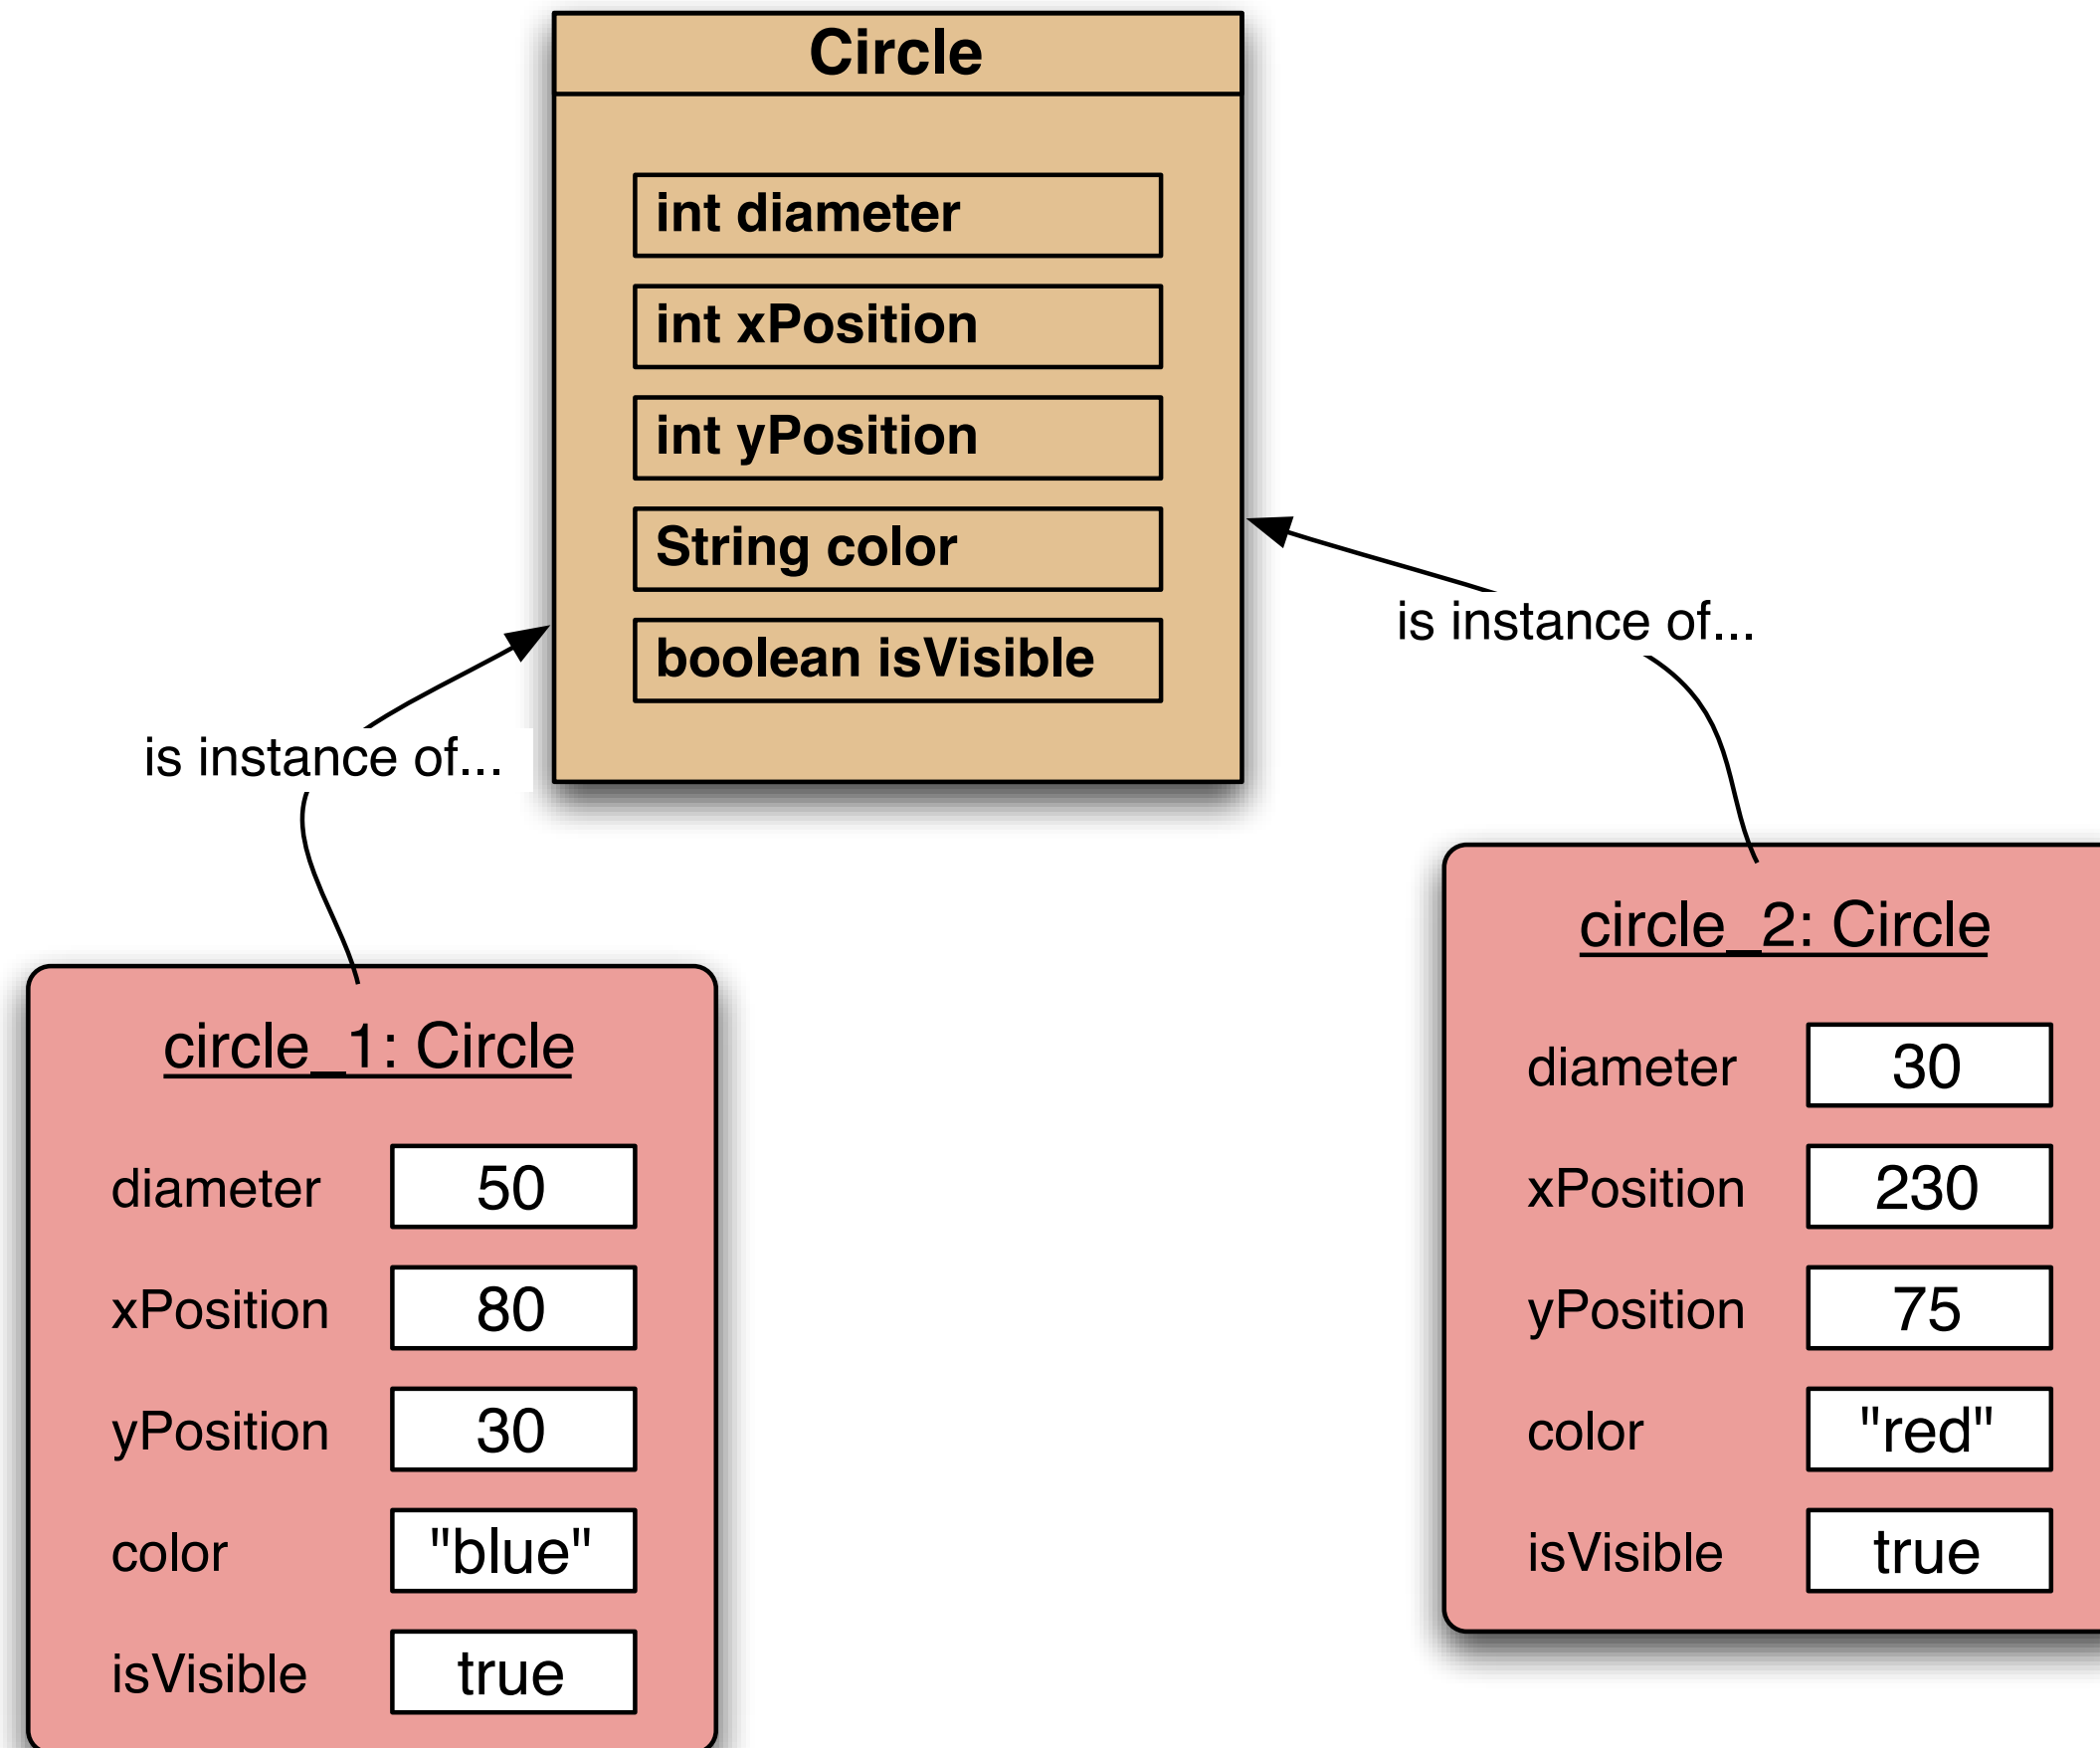 Circle
int diameter
int xPosition
int yPosition
String color
boolean isVisible
is instance of...
is instance of...
circle_1: Circle
diameter 50
xPosition 80
yPosition 30
color "blue"
isVisible true
circle_2: Circle
diameter 30
xPosition 230
yPosition 75
color "red"
isVisible true